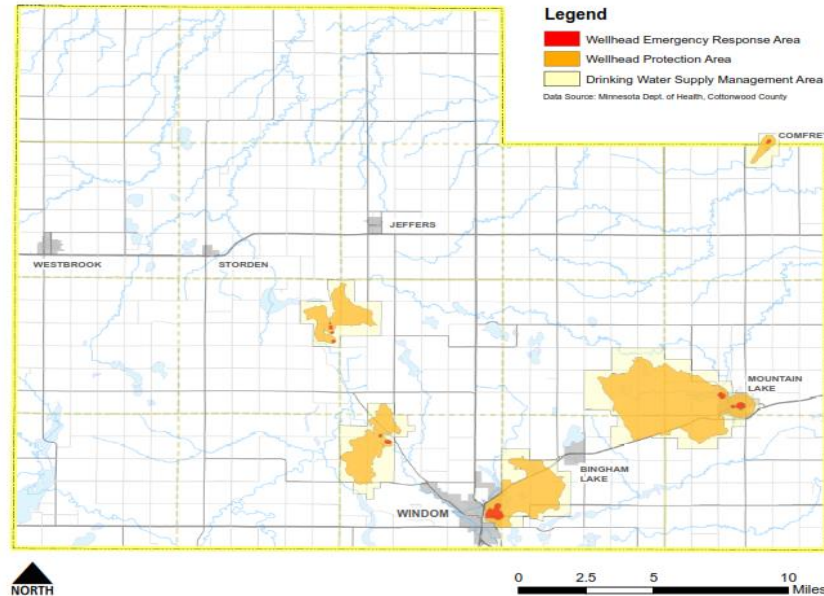 Legend
Wellhead Emergency Response Area
Wellhead Protection Area
Drinking Water Supply Management Area
Data Source: Minnesota Dept. of Health, Cottonwood County
COMFREY
JEFFERS
WESTBROOK
STORDEN
MOUNTAIN
LAKE
BINGHAM
LAKE
WINDOM
NORTH
0 2.5 5 10
Miles